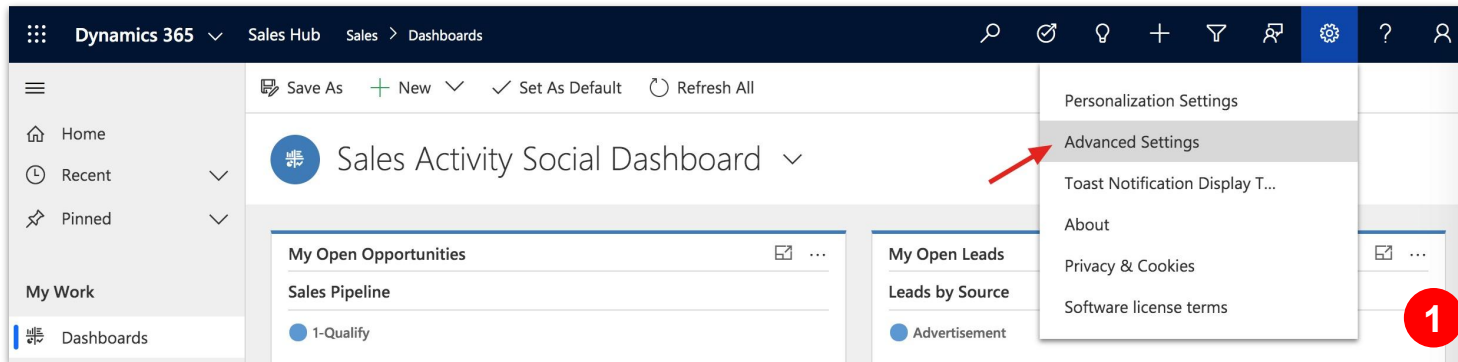 Dynamics 365 Sales Hub Sales > Dashboards
Save As New Set As Default Refresh All
Home
Recent
Pinned
My Work
Dashboards
Sales Activity Social Dashboard
My Open Opportunities
Sales Pipeline
1-Qualify
My Open Leads
Leads by Source
Advertisement
Personalization Settings
Advanced Settings
Toast Notification Display T...
About
Privacy & Cookies
Software license terms
1